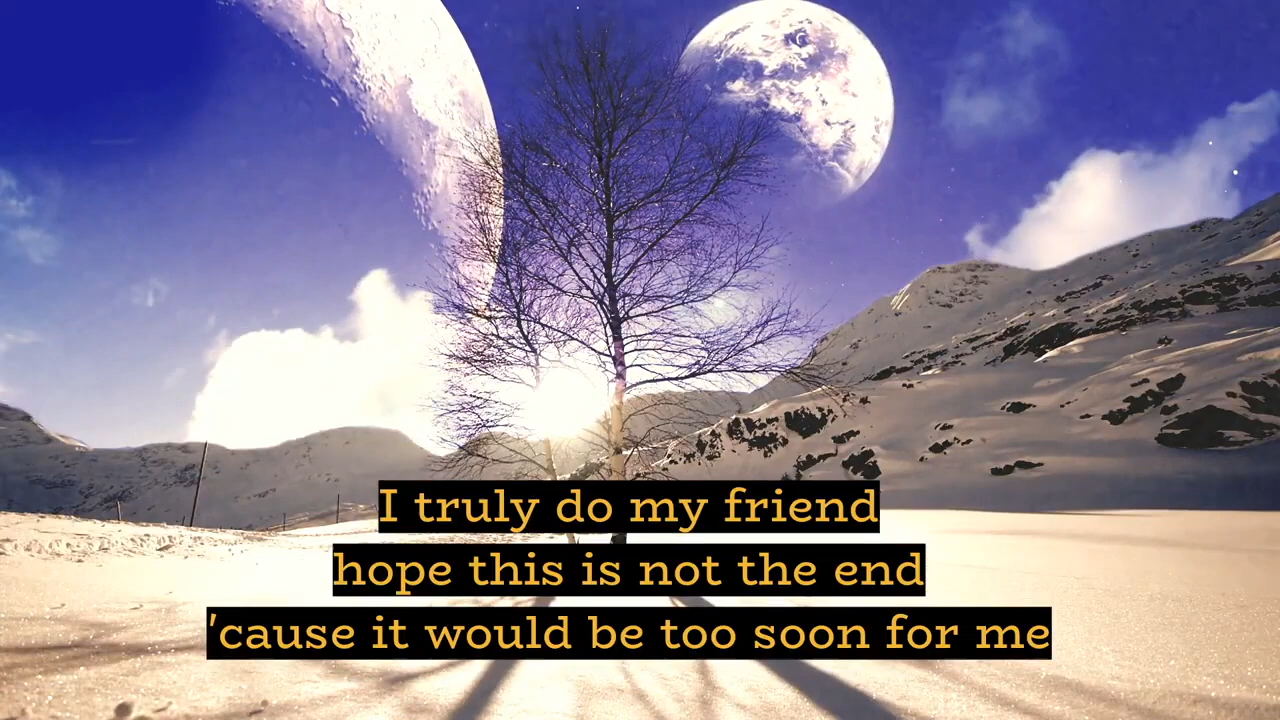 I truly do my friend
hope this is not the end
'cause it would be too soon for me